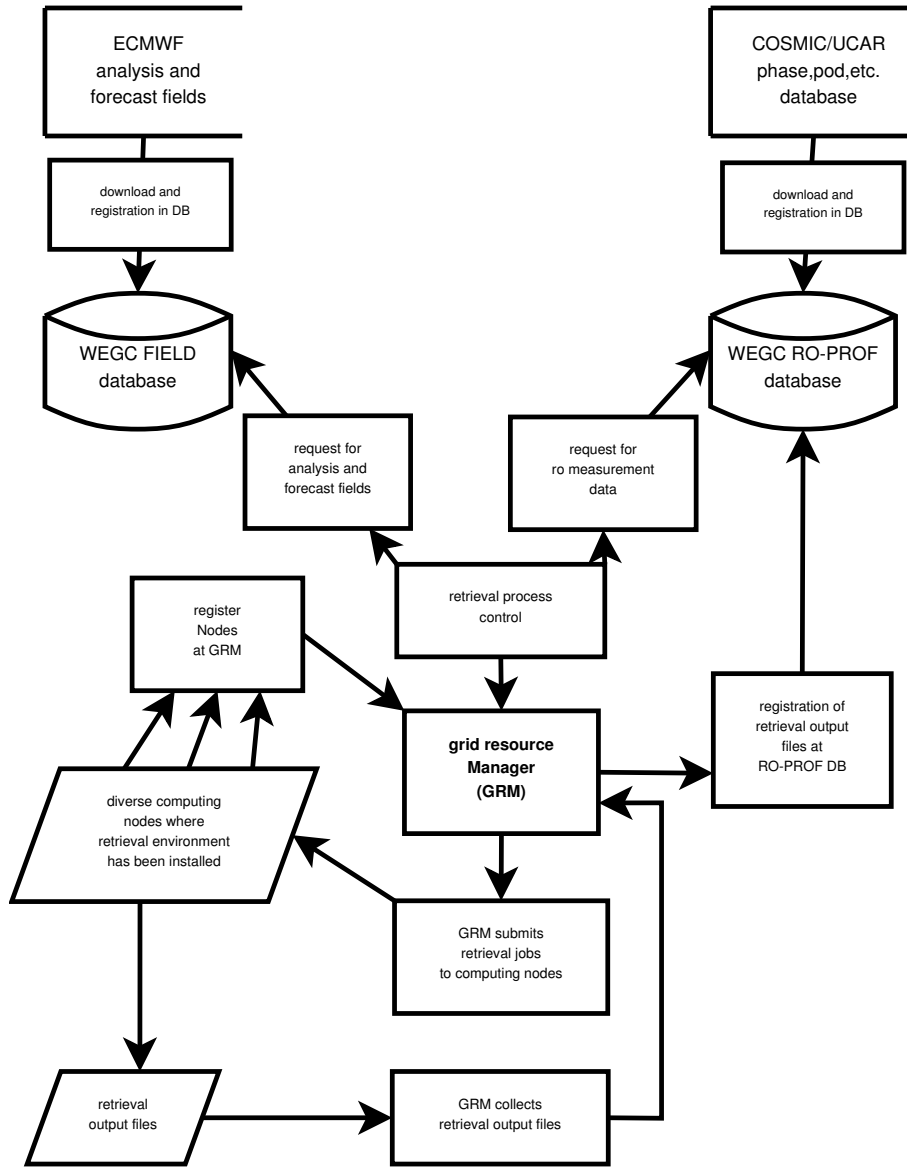 ECMWF
analysis and
forecast fields
COSMIC/UCAR
phase,pod,etc.
database
download and
registration in DB
download and
registration in DB
WEGC FIELD
database
WEGC RO-PROF
database
request for
analysis and
forecast fields
request for
ro measurement
data
retrieval process
control
register
Nodes
at GRM
grid resource
Manager
(GRM)
registration of
retrieval output
files at
RO-PROF DB
diverse computing
nodes where
retrieval environment
has been installed
GRM submits
retrieval jobs
to computing nodes
retrieval
output files
GRM collects
retrieval output files